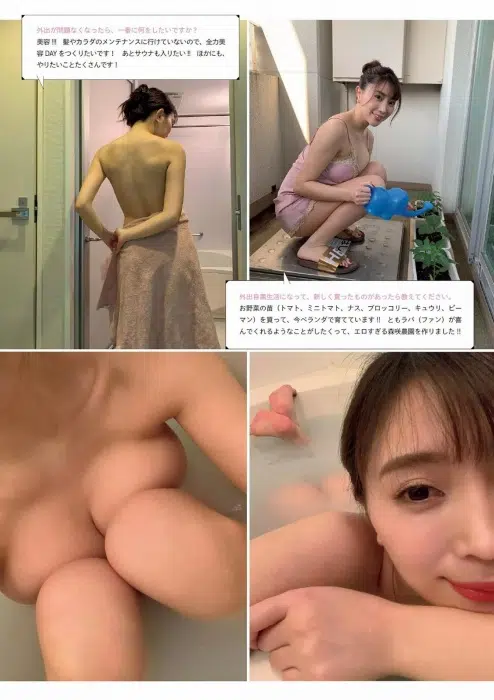 外出が問題なくなったら、一番に何をしたいですか？
美容!! 髪やカラダのメンテナンスに行けていないので、全力美
容DAYをつくりたいです！ あとサウナも入りたい!! ほかにも、
やりたいことたくさんです！
外出自粛生活になって、新しく買ったものがあったら教えてください。
お野菜の苗（トマト、ミニトマト、ナス、ブロッコリー、キュウリ、ピー
マン）を買って、今ベランダで育てています!! ともラバ（ファン）が喜
んでくれるようなことがしたくって、エロすぎる森咲農園を作りました!!